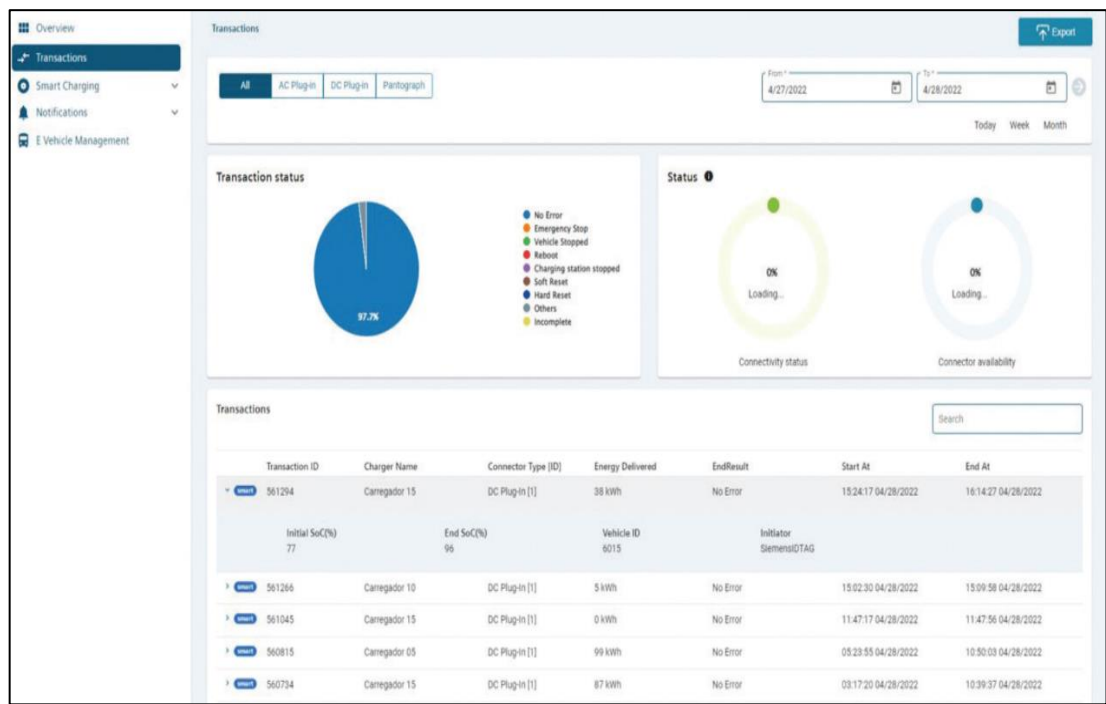 Overview
Transactions
Smart Charging
Notifications
E Vehicle Management
Transactions
Export
All AC Plug-in DC Plug-in Pantograph
From * To *
4/27/2022 4/28/2022
Today Week Month
Transaction status
97.7%
No Error
Emergency Stop
Vehicle Stopped
Reboot
Charging station stopped
Soft Reset
Hard Reset
Others
Incomplete
Status
0% 0%
Loading... Loading...
Connectivity status Connector availability
Transactions
Search
Transaction ID Charger Name Connector Type [ID] Energy Delivered EndResult Start At End At
smart 561294 Carregador 15 DC Plug-In [1] 38 kWh No Error 15:24:17 04/28/2022 16:14:27 04/28/2022
Initial SoC(%) End SoC(%) Vehicle ID Initiator
77 96 6015 SiemensIDTAG
smart 561266 Carregador 10 DC Plug-In [1] 5 kWh No Error 15:02:30 04/28/2022 15:09:58 04/28/2022
smart 561045 Carregador 15 DC Plug-In [1] 0 kWh No Error 11:47:17 04/28/2022 11:47:56 04/28/2022
smart 560815 Carregador 05 DC Plug-In [1] 99 kWh No Error 05:23:55 04/28/2022 10:50:03 04/28/2022
smart 560734 Carregador 15 DC Plug-In [1] 87 kWh No Error 03:17:20 04/28/2022 10:39:37 04/28/2022